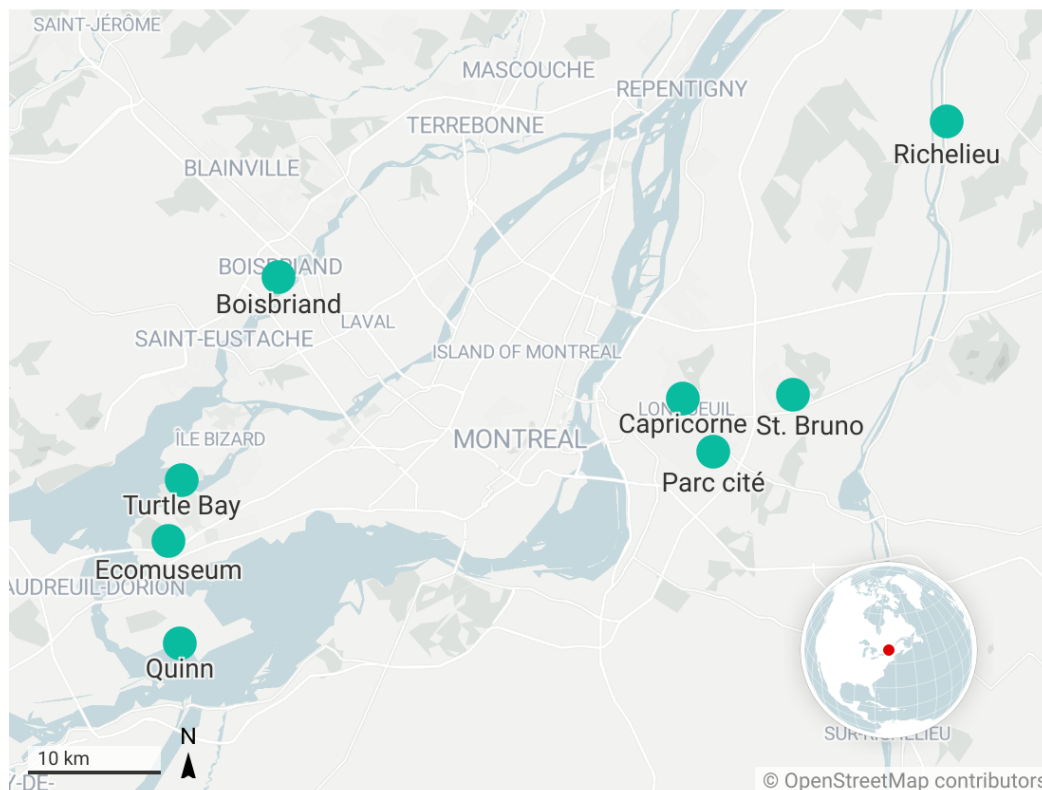 SAINT-JÉRÔME
MASCOUCHE
REPENTIGNY
TERREBONNE
Richelieu
BLAINVILLE
BOISBRIAND
Boisbriand
LAVAL
SAINT-EUSTACHE
ISLAND OF MONTREAL
LONGUEUIL
Capricorne
St. Bruno
ÎLE BIZARD
MONTREAL
Parc cité
Turtle Bay
Ecomuseum
AUDREUIL-DORION
Quinn
N
SUR-RICHELIEU
10 km
Y-DE-
© OpenStreetMap contributors